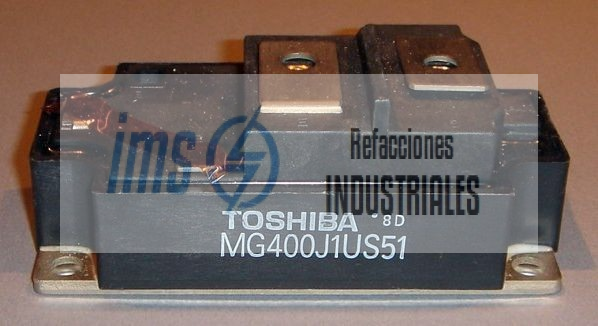 ims
Refacciones
INDUSTRIALES
TOSHIBA °8D
MG400J1US51